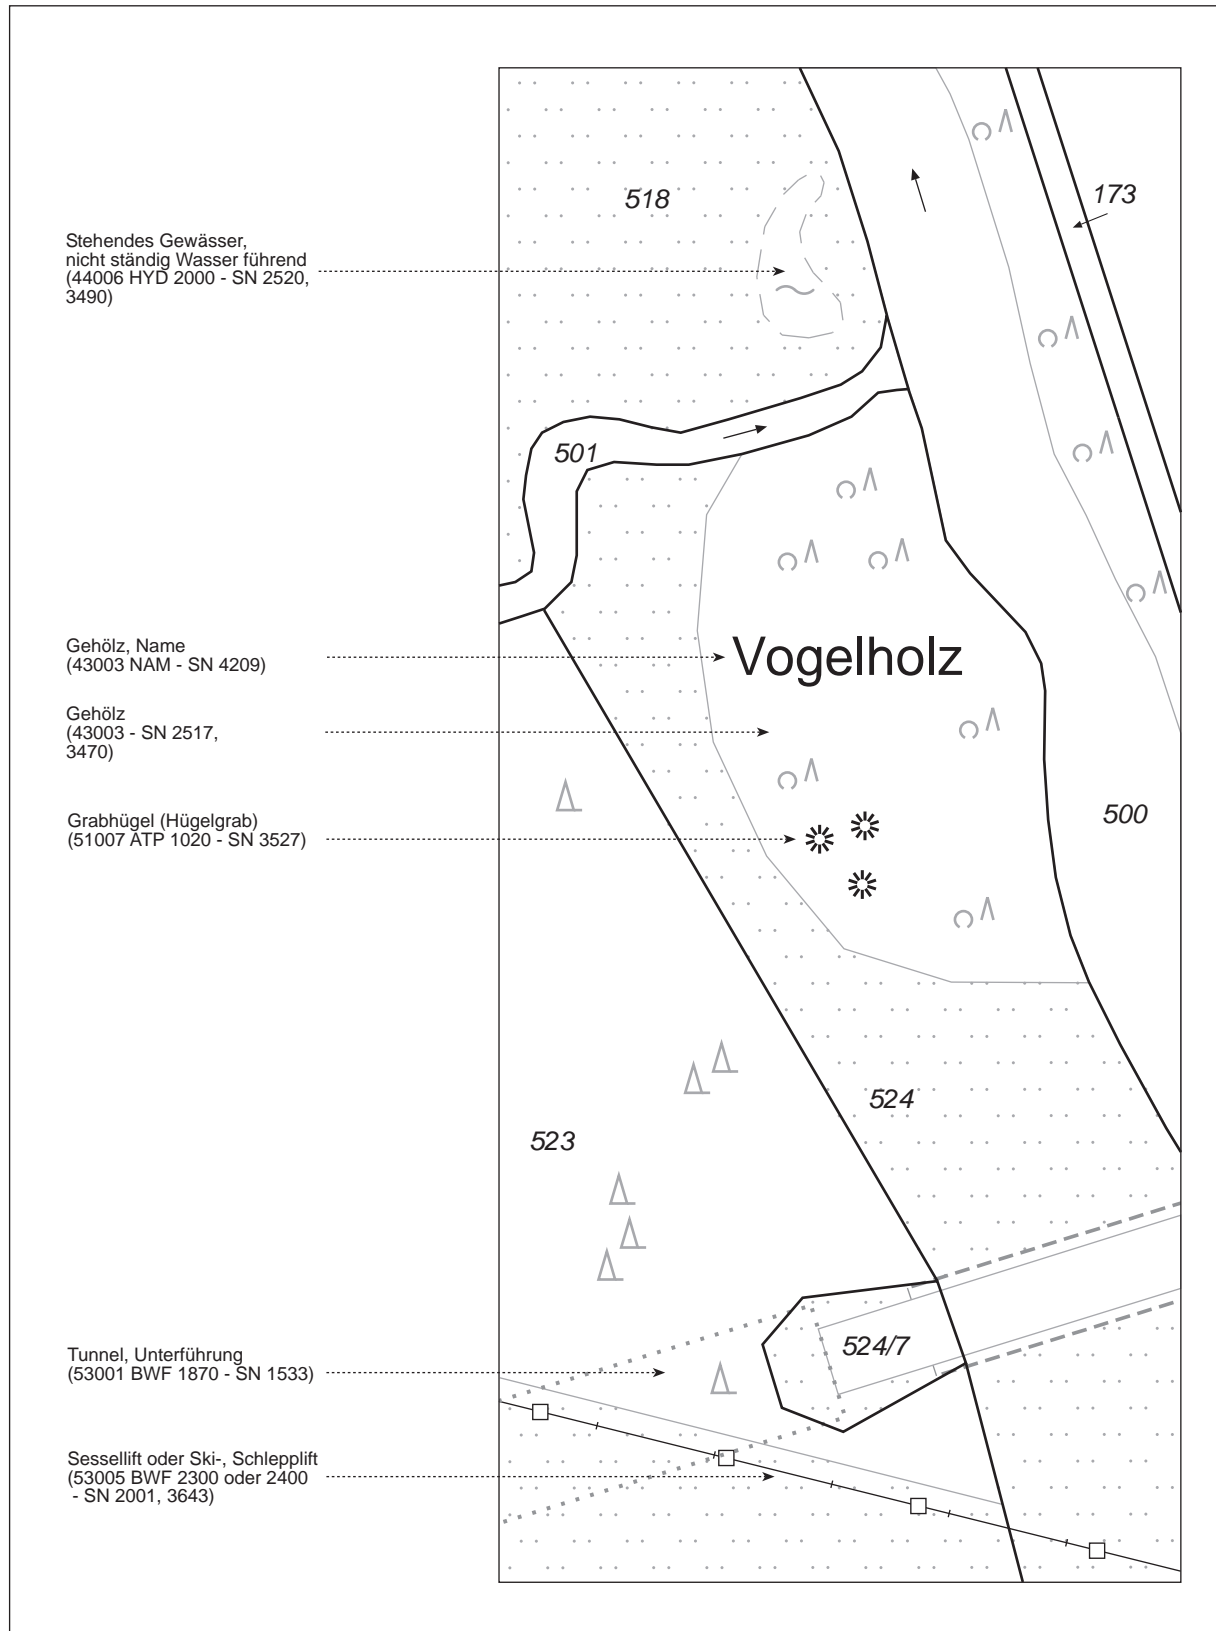 173
518
Stehendes Gewässer,
nicht ständig Wasser führend
(44006 HYD 2000 - SN 2520,
3490)
501
Gehölz, Name
(43003 NAM - SN 4209)
Vogelholz
Gehölz
(43003 - SN 2517,
3470)
500
Grabhügel (Hügelgrab)
(51007 ATP 1020 - SN 3527)
524
523
524/7
Tunnel, Unterführung
(53001 BWF 1870 - SN 1533)
Sessellift oder Ski-, Schlepplift
(53005 BWF 2300 oder 2400
- SN 2001, 3643)